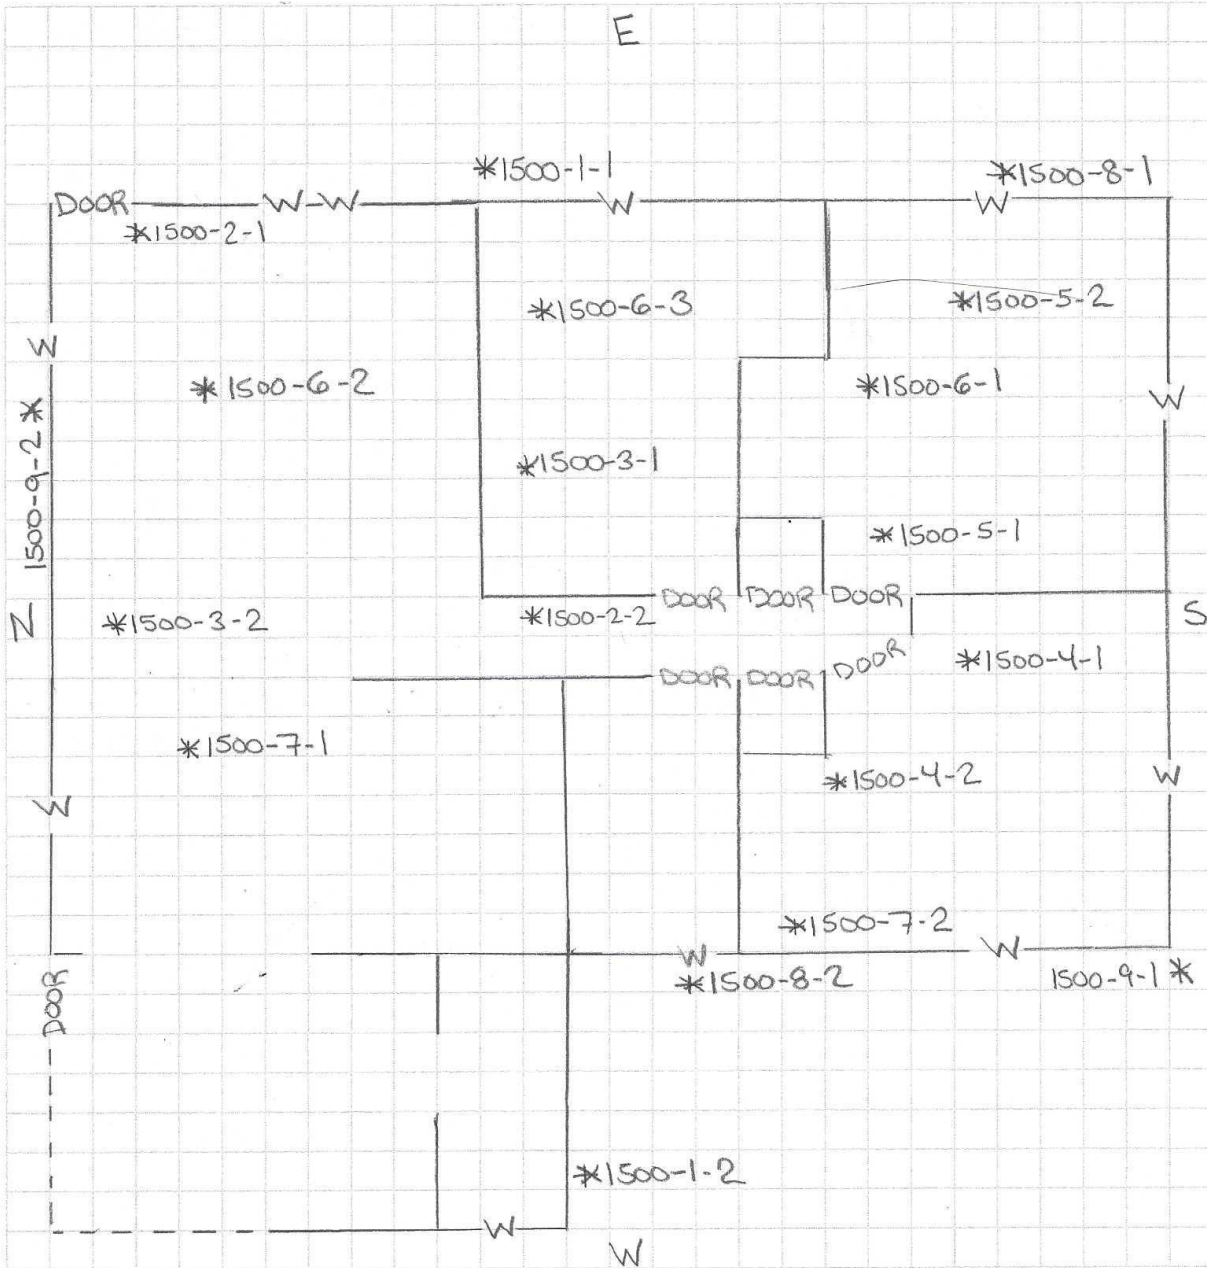 E
*1500-1-1
*1500-8-1
DOOR W W W W
*1500-2-1
*1500-6-3
*1500-5-2
W
*1500-6-2
*1500-6-1
W
1500-9-2*
*1500-3-1
*1500-5-1
DOOR DOOR DOOR
N
*1500-3-2
*1500-2-2
S
DOOR DOOR DOOR
*1500-4-1
*1500-7-1
*1500-4-2
W
W
*1500-7-2
W W
DOOR
*1500-8-2
1500-9-1*
*1500-1-2
W
W